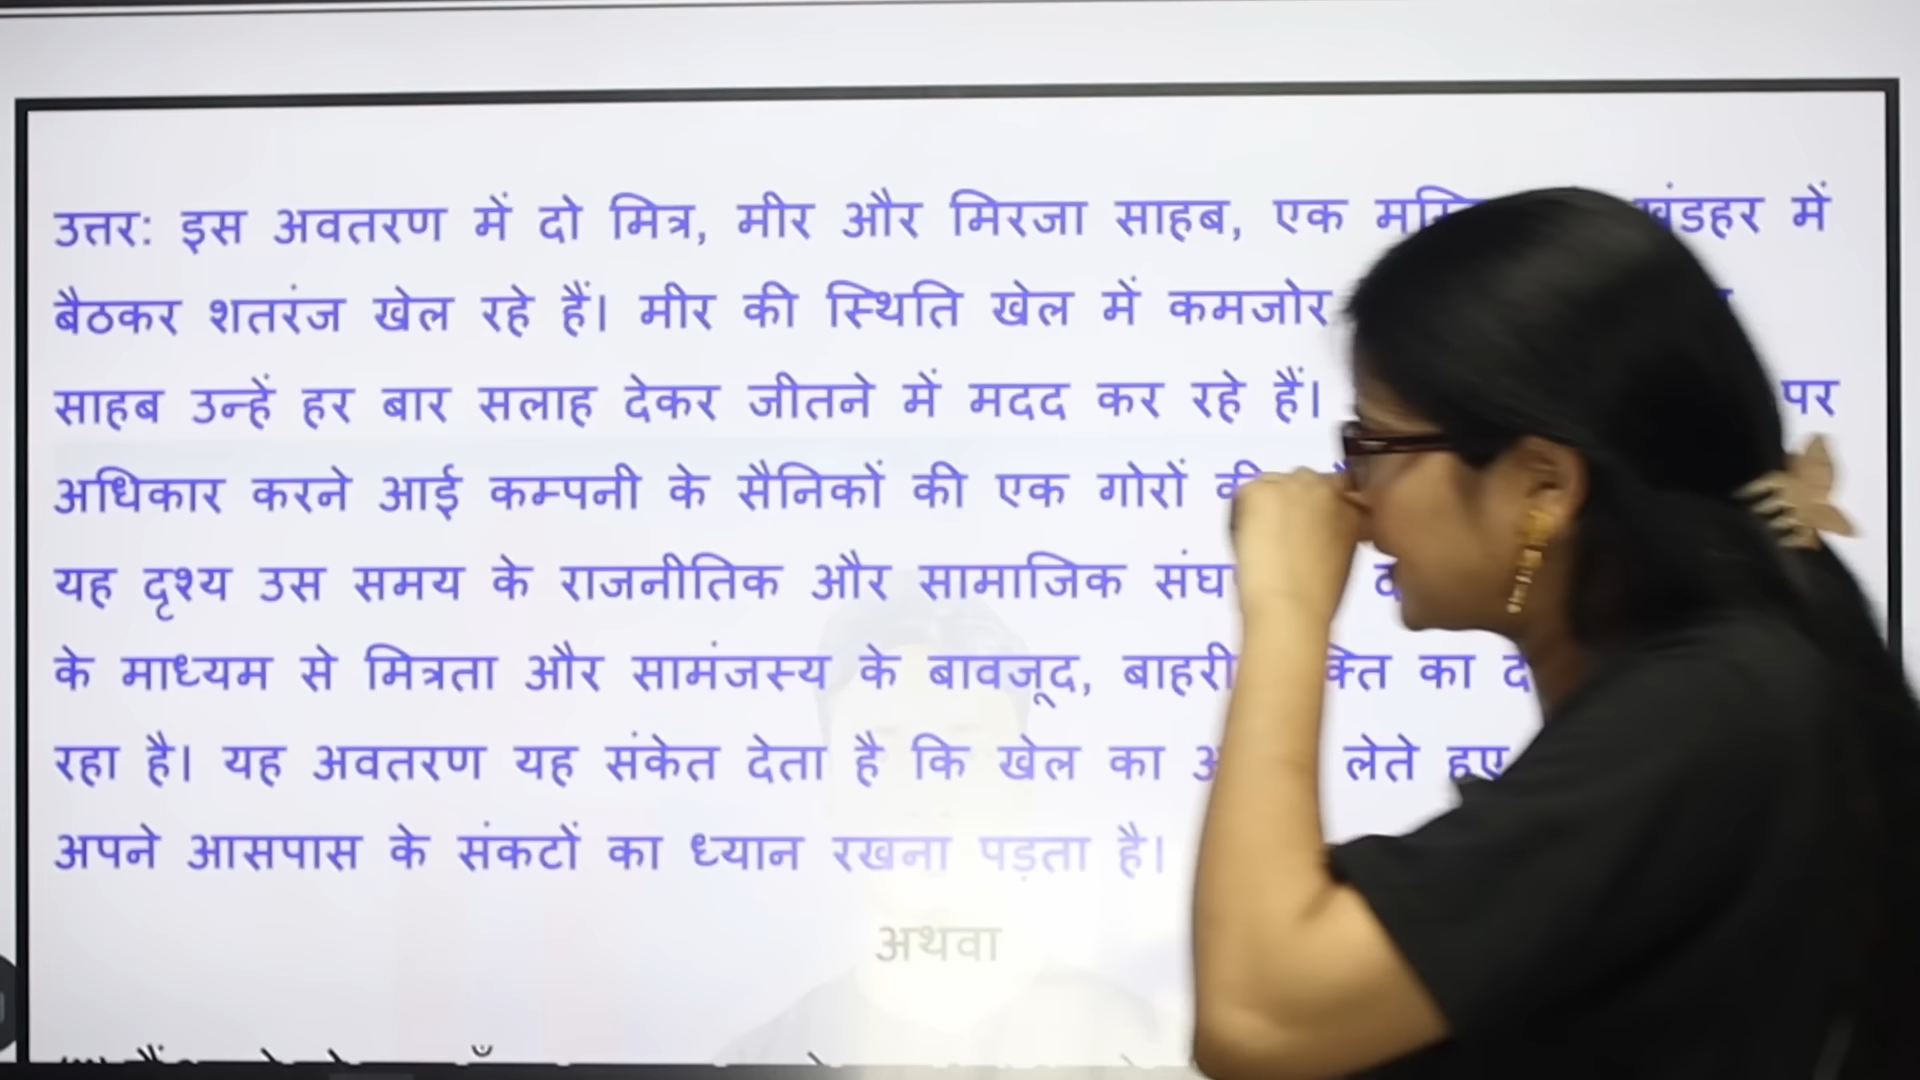 उत्तर: इस अवतरण में दो मित्र, मीर और मिरजा साहब, एक खंडहर में
बैठकर शतरंज खेल रहे हैं। मीर की स्थिति खेल में कमजोर
साहब उन्हें हर बार सलाह देकर जीतने में मदद कर रहे हैं। पर
अधिकार करने आई कम्पनी के सैनिकों की एक गोरों की
यह दृश्य उस समय के राजनीतिक और सामाजिक
के माध्यम से मित्रता और सामंजस्य के बावजूद, बाहरी का
रहा है। यह अवतरण यह संकेत देता है कि खेल का लेते हुए
अपने आसपास के संकटों का ध्यान रखना पड़ता है।
अथवा